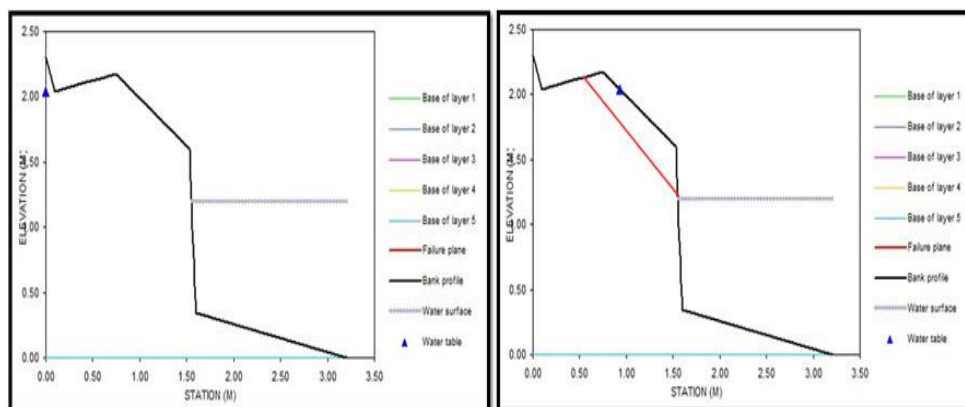 2.50
2.00
1.50
1.00
0.50
0.00
ELEVATION (M)
0.00 0.50 1.00 1.50 2.00 2.50 3.00 3.50
STATION (M)
Base of layer 1
Base of layer 2
Base of layer 3
Base of layer 4
Base of layer 5
Failure plane
Bank profile
Water surface
Water table
2.50
2.00
1.50
1.00
0.50
0.00
ELEVATION (M)
0.00 0.50 1.00 1.50 2.00 2.50 3.00 3.50
STATION (M)
Base of layer 1
Base of layer 2
Base of layer 3
Base of layer 4
Base of layer 5
Failure plane
Bank profile
Water surface
Water table